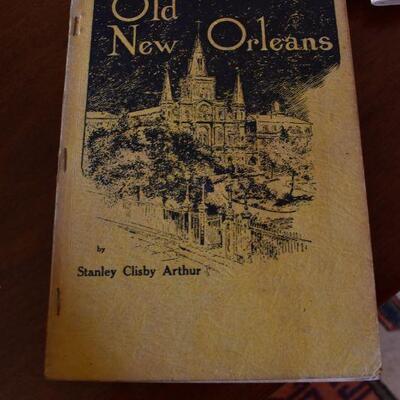 Old
New Orleans
by
Stanley Clisby Arthur